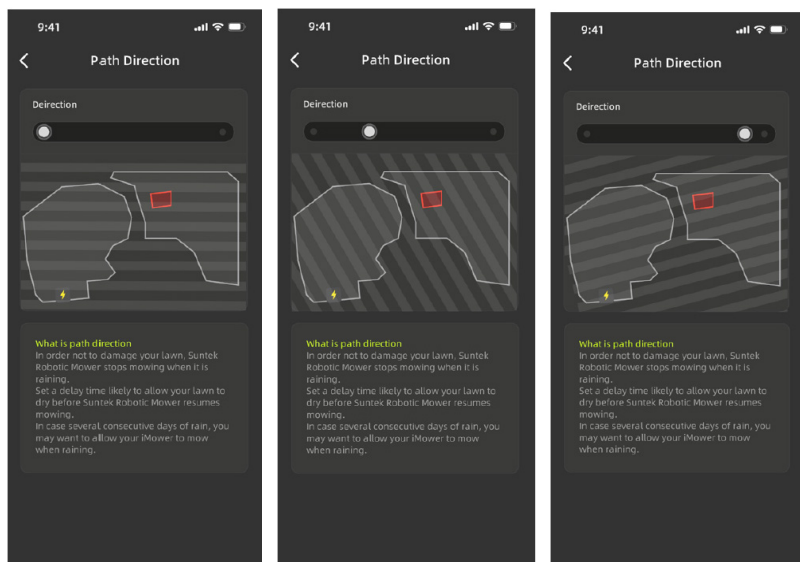 9:41
Path Direction
Deirection
What is path direction
In order not to damage your lawn, Suntek
Robotic Mower stops mowing when it is
raining.
Set a delay time likely to allow your lawn to
dry before Suntek Robotic Mower resumes
mowing.
In case several consecutive days of rain, you
may want to allow your iMower to mow
when raining.
9:41
Path Direction
Deirection
What is path direction
In order not to damage your lawn, Suntek
Robotic Mower stops mowing when it is
raining.
Set a delay time likely to allow your lawn to
dry before Suntek Robotic Mower resumes
mowing.
In case several consecutive days of rain, you
may want to allow your iMower to mow
when raining.
9:41
Path Direction
Deirection
What is path direction
In order not to damage your lawn, Suntek
Robotic Mower stops mowing when it is
raining.
Set a delay time likely to allow your lawn to
dry before Suntek Robotic Mower resumes
mowing.
In case several consecutive days of rain, you
may want to allow your iMower to mow
when raining.